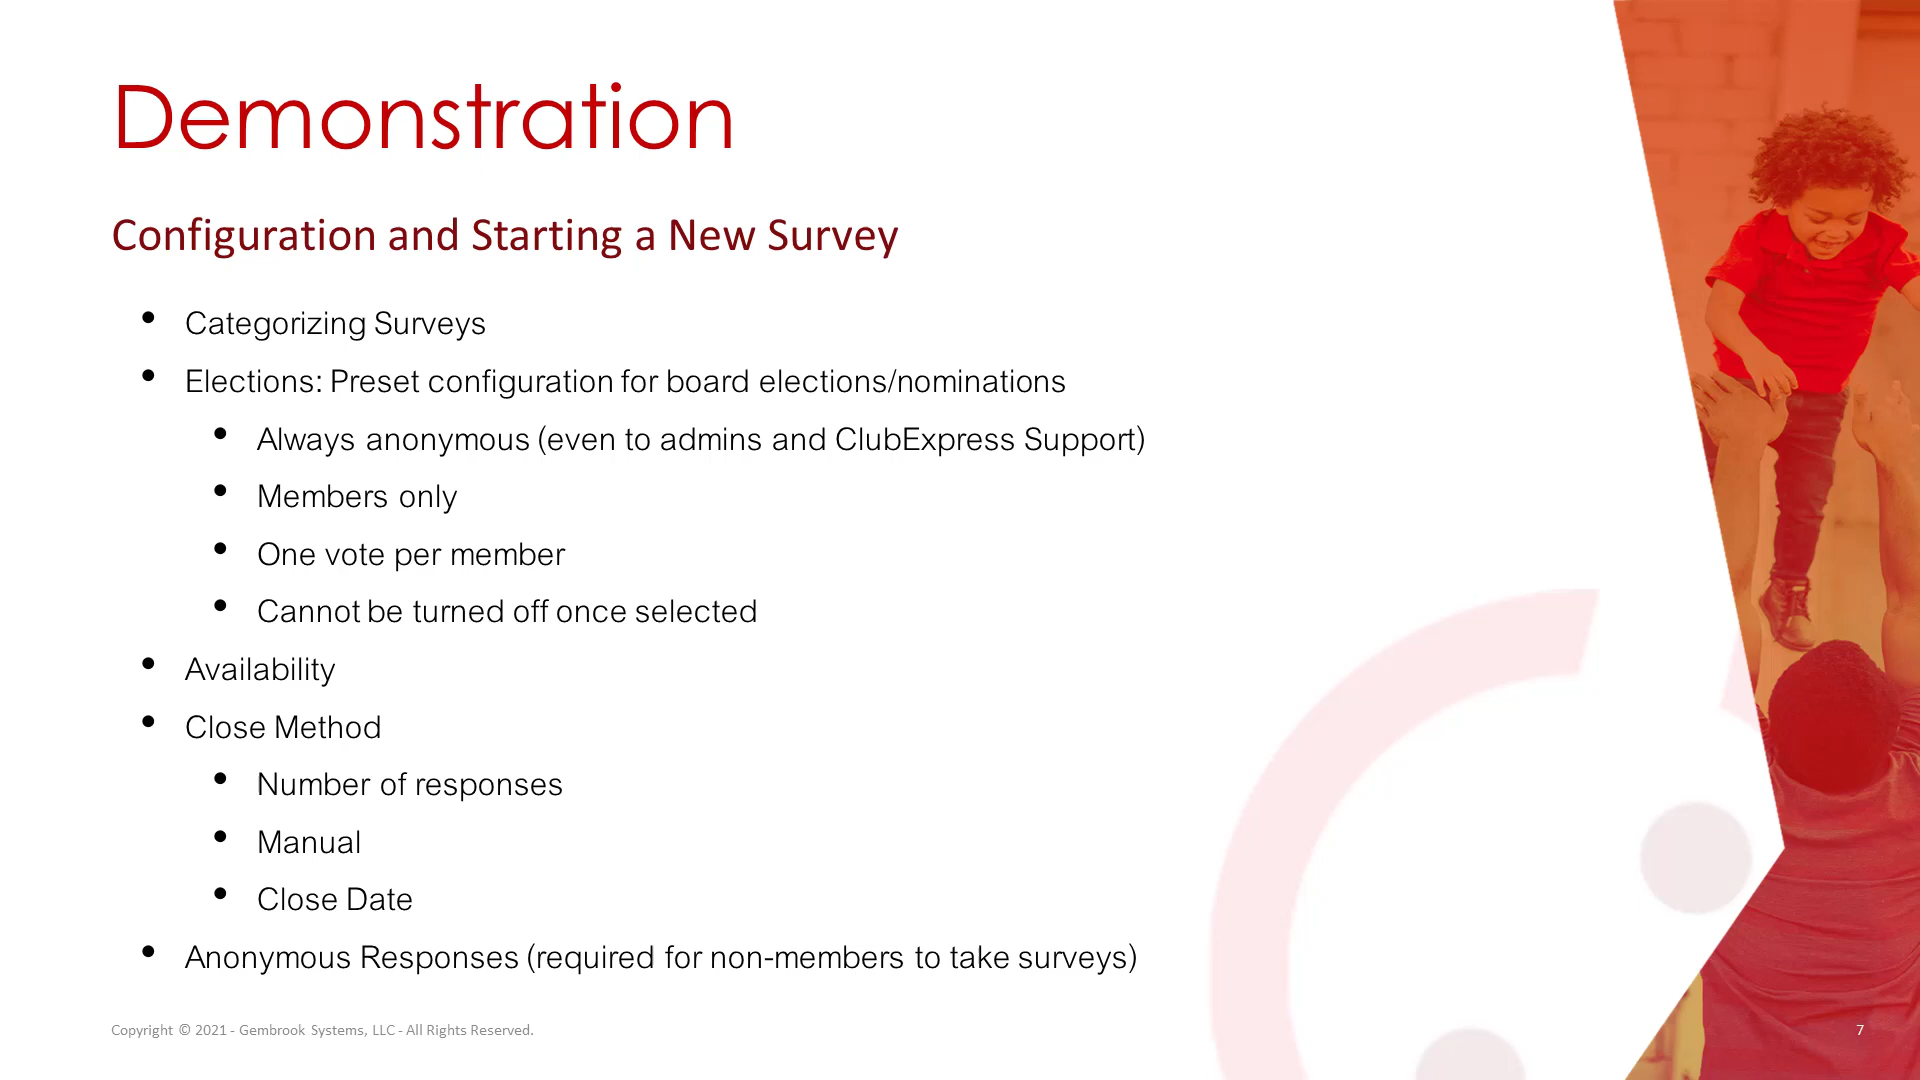 Demonstration
Configuration and Starting a New Survey
• Categorizing Surveys
• Elections: Preset configuration for board elections/nominations
• Always anonymous (even to admins and ClubExpress Support)
• Members only
• One vote per member
• Cannot be turned off once selected
• Availability
• Close Method
• Number of responses
• Manual
• Close Date
• Anonymous Responses (required for non-members to take surveys)
Copyright © 2021 - Gembrook Systems, LLC - All Rights Reserved.
7